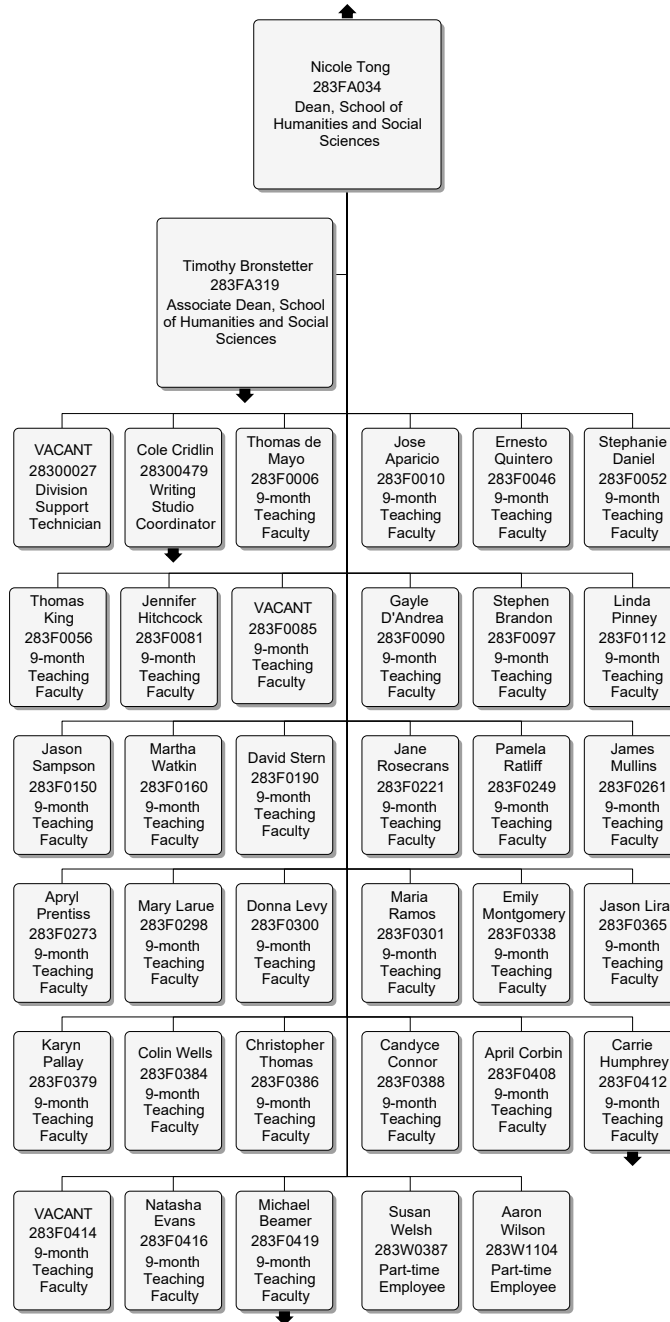 Nicole Tong
283FA034
Dean, School of
Humanities and Social
Sciences
Timothy Bronstetter
283FA319
Associate Dean, School
of Humanities and Social
Sciences
VACANT
28300027
Division
Support
Technician
Cole Cridlin
28300479
Writing
Studio
Coordinator
Thomas de
Mayo
283F0006
9-month
Teaching
Faculty
Jose
Aparicio
283F0010
9-month
Teaching
Faculty
Ernesto
Quintero
283F0046
9-month
Teaching
Faculty
Stephanie
Daniel
283F0052
9-month
Teaching
Faculty
Thomas
King
283F0056
9-month
Teaching
Faculty
Jennifer
Hitchcock
283F0081
9-month
Teaching
Faculty
VACANT
283F0085
9-month
Teaching
Faculty
Gayle
D'Andrea
283F0090
9-month
Teaching
Faculty
Stephen
Brandon
283F0097
9-month
Teaching
Faculty
Linda
Pinney
283F0112
9-month
Teaching
Faculty
Jason
Sampson
283F0150
9-month
Teaching
Faculty
Martha
Watkin
283F0160
9-month
Teaching
Faculty
David Stern
283F0190
9-month
Teaching
Faculty
Jane
Rosecrans
283F0221
9-month
Teaching
Faculty
Pamela
Ratliff
283F0249
9-month
Teaching
Faculty
James
Mullins
283F0261
9-month
Teaching
Faculty
Apryl
Prentiss
283F0273
9-month
Teaching
Faculty
Mary Larue
283F0298
9-month
Teaching
Faculty
Donna Levy
283F0300
9-month
Teaching
Faculty
Maria
Ramos
283F0301
9-month
Teaching
Faculty
Emily
Montgomery
283F0338
9-month
Teaching
Faculty
Jason Lira
283F0365
9-month
Teaching
Faculty
Karyn
Pallay
283F0379
9-month
Teaching
Faculty
Colin Wells
283F0384
9-month
Teaching
Faculty
Christopher
Thomas
283F0386
9-month
Teaching
Faculty
Candyce
Connor
283F0388
9-month
Teaching
Faculty
April Corbin
283F0408
9-month
Teaching
Faculty
Carrie
Humphrey
283F0412
9-month
Teaching
Faculty
VACANT
283F0414
9-month
Teaching
Faculty
Natasha
Evans
283F0416
9-month
Teaching
Faculty
Michael
Beamer
283F0419
9-month
Teaching
Faculty
Susan
Welsh
283W0387
Part-time
Employee
Aaron
Wilson
283W1104
Part-time
Employee